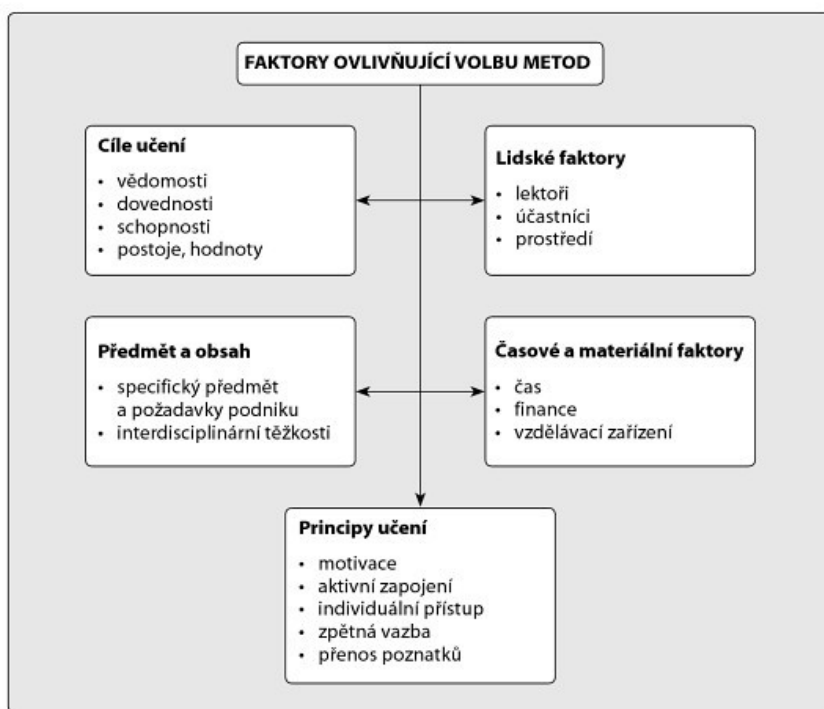 FAKTORY OVLIVŇUJÍCÍ VOLBU METOD
Cíle učení
• vědomosti
• dovednosti
• schopnosti
• postoje, hodnoty
Lidské faktory
• lektoři
• účastníci
• prostředí
Předmět a obsah
• specifický předmět
a požadavky podniku
• interdisciplinární těžkosti
Časové a materiální faktory
• čas
• finance
• vzdělávací zařízení
Principy učení
• motivace
• aktivní zapojení
• individuální přístup
• zpětná vazba
• přenos poznatků